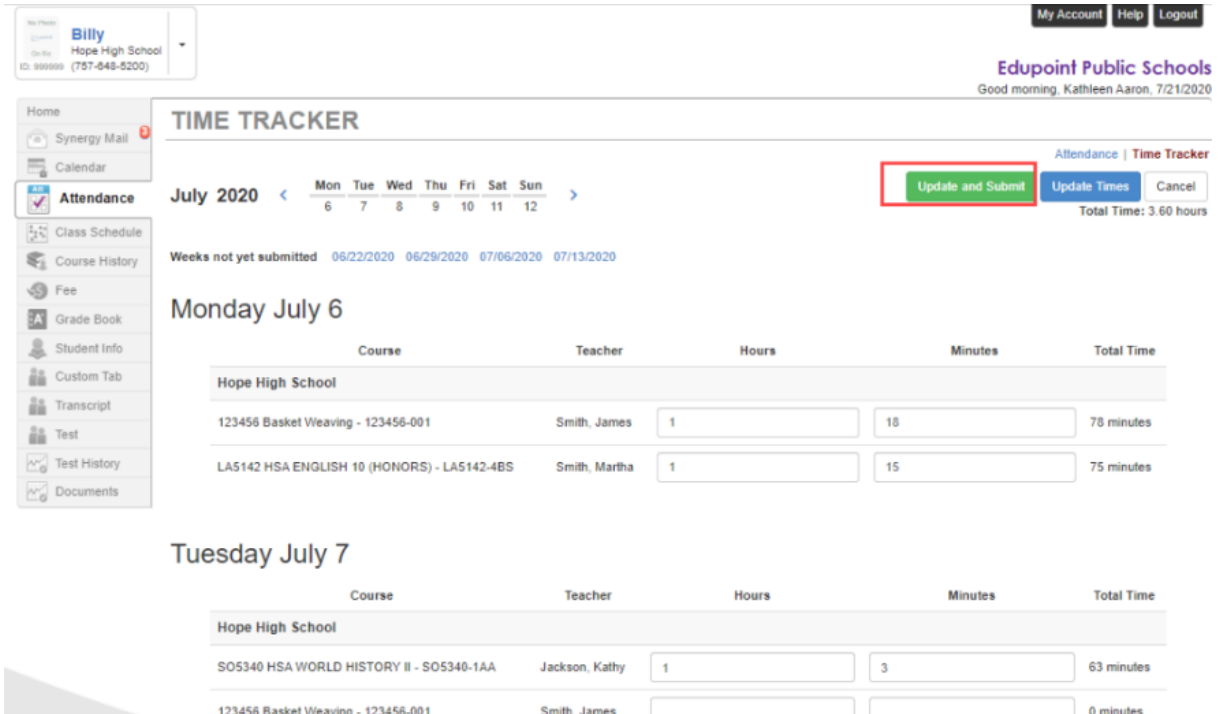 My Account Help Logout
No Photo
Billy
Hope High School
ID: 999999 (757-648-5200)
Edupoint Public Schools
Good morning, Kathleen Aaron, 7/21/2020
Home
Synergy Mail
Calendar
Attendance
Class Schedule
Course History
Fee
Grade Book
Student Info
Custom Tab
Transcript
Test
Test History
Documents
TIME TRACKER
Attendance | Time Tracker
July 2020 < Mon Tue Wed Thu Fri Sat Sun >
6 7 8 9 10 11 12
Update and Submit Update Times Cancel
Total Time: 3.60 hours
Weeks not yet submitted 06/22/2020 06/29/2020 07/06/2020 07/13/2020
Monday July 6
Course Teacher Hours Minutes Total Time
Hope High School
123456 Basket Weaving - 123456-001 Smith, James 1 18 78 minutes
LA5142 HSA ENGLISH 10 (HONORS) - LA5142-4BS Smith, Martha 1 15 75 minutes
Tuesday July 7
Course Teacher Hours Minutes Total Time
Hope High School
SO5340 HSA WORLD HISTORY II - SO5340-1AA Jackson, Kathy 1 3 63 minutes
123456 Basket Weaving - 123456-001 Smith, James 0 minutes